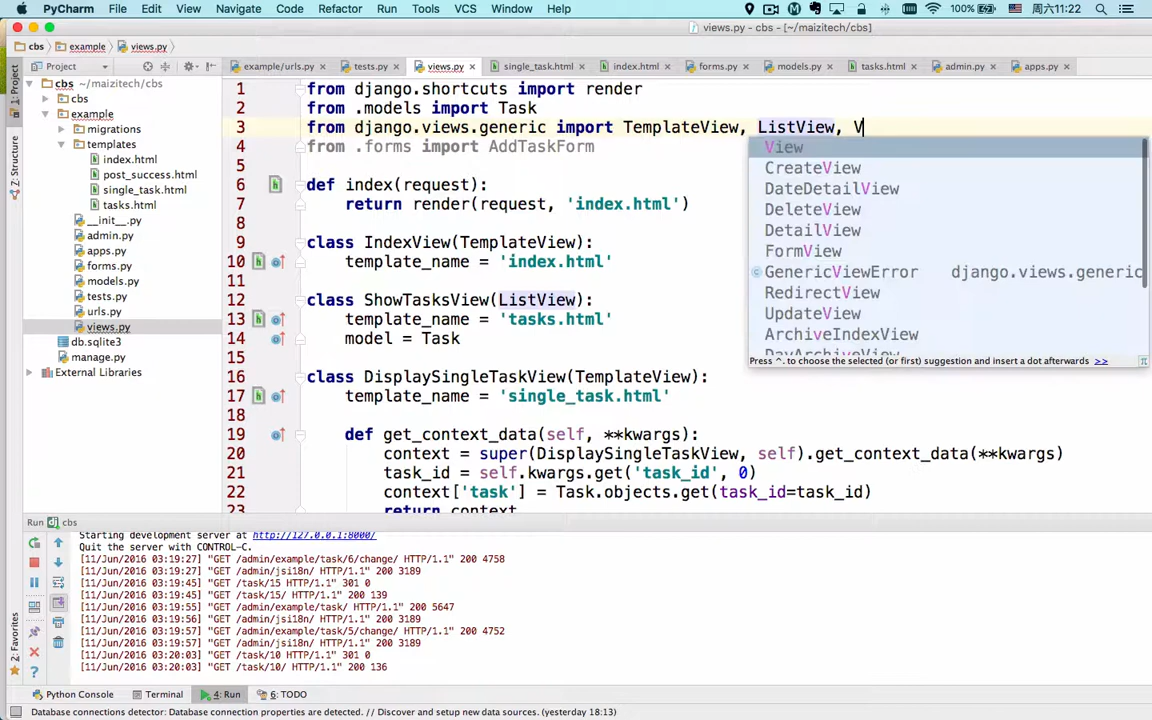 PyCharm File Edit View Navigate Code Refactor Run Tools VCS Window Help 100% 周六11:22
views.py - cbs - [~/maizitech/cbs]
cbs example views.py
Project example/urls.py tests.py views.py single_task.html index.html forms.py models.py tasks.html admin.py apps.py
1: Project
Z: Structure
2: Favorites
cbs ~/maizitech/cbs
cbs
example
migrations
templates
index.html
post_success.html
single_task.html
tasks.html
__init__.py
admin.py
apps.py
forms.py
models.py
tests.py
urls.py
views.py
db.sqlite3
manage.py
External Libraries
1 from django.shortcuts import render
2 from .models import Task
3 from django.views.generic import TemplateView, ListView, V
4 from .forms import AddTaskForm
5
6 def index(request):
7 return render(request, 'index.html')
8
9 class IndexView(TemplateView):
10 template_name = 'index.html'
11
12 class ShowTasksView(ListView):
13 template_name = 'tasks.html'
14 model = Task
15
16 class DisplaySingleTaskView(TemplateView):
17 template_name = 'single_task.html'
18
19 def get_context_data(self, **kwargs):
20 context = super(DisplaySingleTaskView, self).get_context_data(**kwargs)
21 task_id = self.kwargs.get('task_id', 0)
22 context['task'] = Task.objects.get(task_id=task_id)
23 return context
View
CreateView
DateDetailView
DeleteView
DetailView
FormView
GenericViewError django.views.generic
RedirectView
UpdateView
ArchiveIndexView
DayArchiveView
Press ^. to choose the selected (or first) suggestion and insert a dot afterwards >>
Run cbs
Starting development server at http://127.0.0.1:8000/
Quit the server with CONTROL-C.
[11/Jun/2016 03:19:27] "GET /admin/example/task/6/change/ HTTP/1.1" 200 4758
[11/Jun/2016 03:19:27] "GET /admin/jsi18n/ HTTP/1.1" 200 3189
[11/Jun/2016 03:19:45] "GET /task/15 HTTP/1.1" 301 0
[11/Jun/2016 03:19:45] "GET /task/15/ HTTP/1.1" 200 139
[11/Jun/2016 03:19:55] "GET /admin/example/task/ HTTP/1.1" 200 5647
[11/Jun/2016 03:19:56] "GET /admin/jsi18n/ HTTP/1.1" 200 3189
[11/Jun/2016 03:19:57] "GET /admin/example/task/5/change/ HTTP/1.1" 200 4752
[11/Jun/2016 03:19:57] "GET /admin/jsi18n/ HTTP/1.1" 200 3189
[11/Jun/2016 03:20:03] "GET /task/10 HTTP/1.1" 301 0
[11/Jun/2016 03:20:03] "GET /task/10/ HTTP/1.1" 200 136
Python Console Terminal 4: Run 6: TODO
Database connections detector: Database connection properties are detected. // Discover and setup new data sources. (yesterday 18:13)